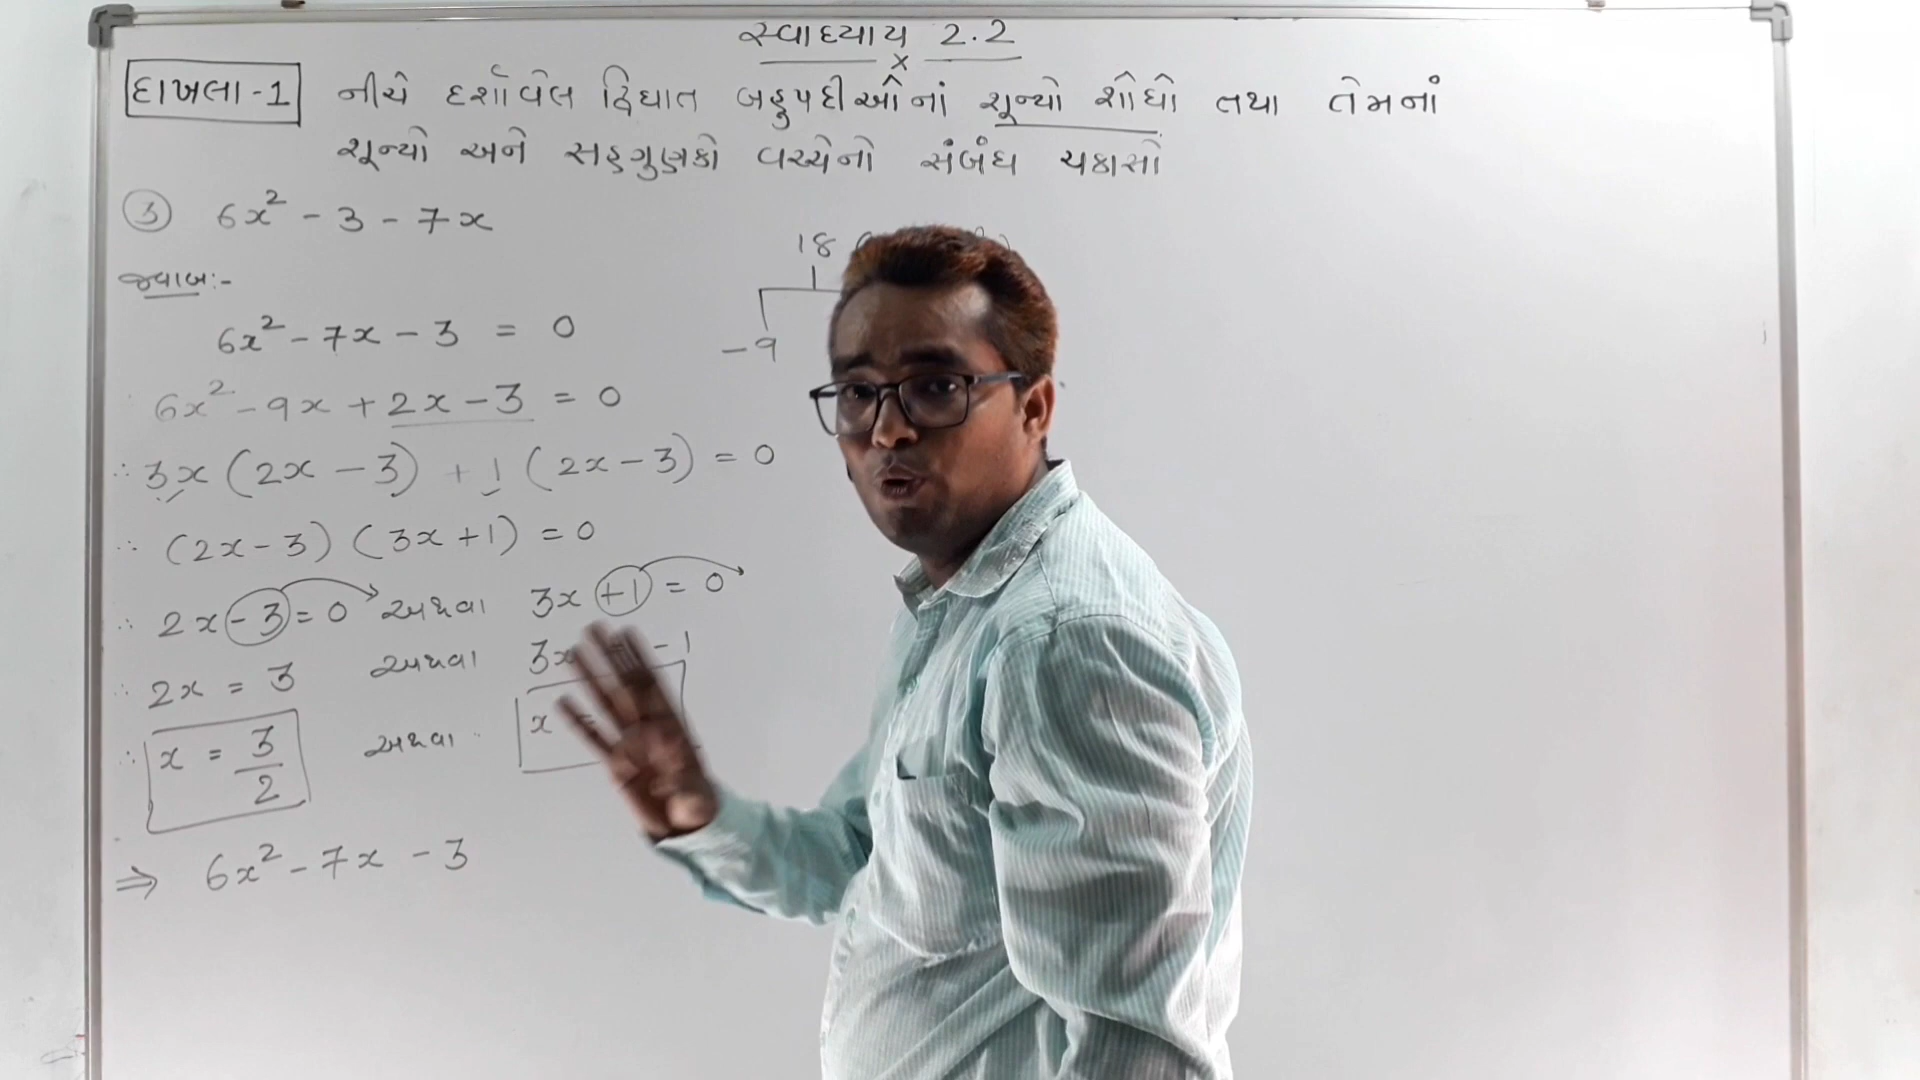 સ્વાધ્યાય 2.2
x
દાખલા-1 નીચે દર્શાવેલ દ્વિઘાત બહુપદીઓનાં શૂન્યો શોધો તથા તેમનાં
શૂન્યો અને સહગુણકો વચ્ચેનો સંબંધ ચકાસો
③ 6x² - 3 - 7x
18
જવાબ:-
6x² - 7x - 3 = 0
-9
6x² - 9x + 2x - 3 = 0
∴ 3x (2x - 3) + 1 (2x - 3) = 0
∴ (2x - 3) (3x + 1) = 0
∴ 2x - 3 = 0 અથવા 3x + 1 = 0
∴ 2x = 3 અથવા 3x = -1
∴ x = 3/2 અથવા x =
⇒ 6x² - 7x - 3